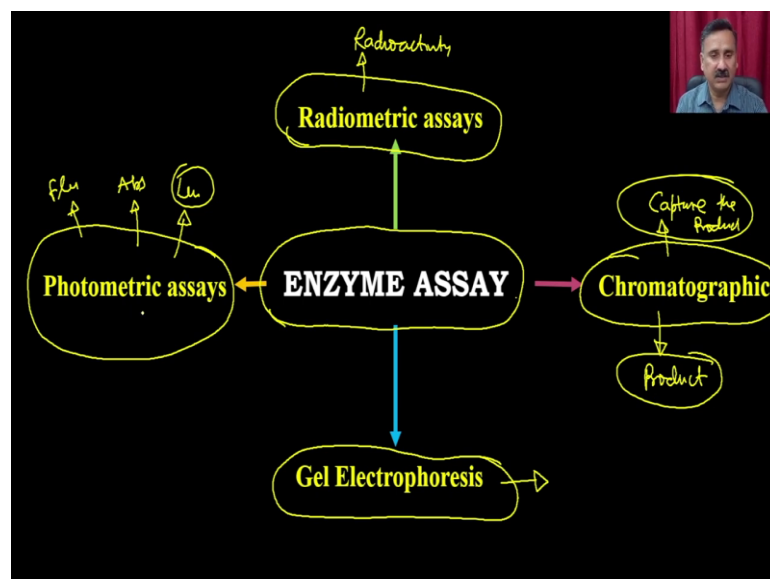 Radioactivity
Radiometric assays
Flu Abs Lu
Capture the
Product
Photometric assays
ENZYME ASSAY
Chromatographic
Product
Gel Electrophoresis